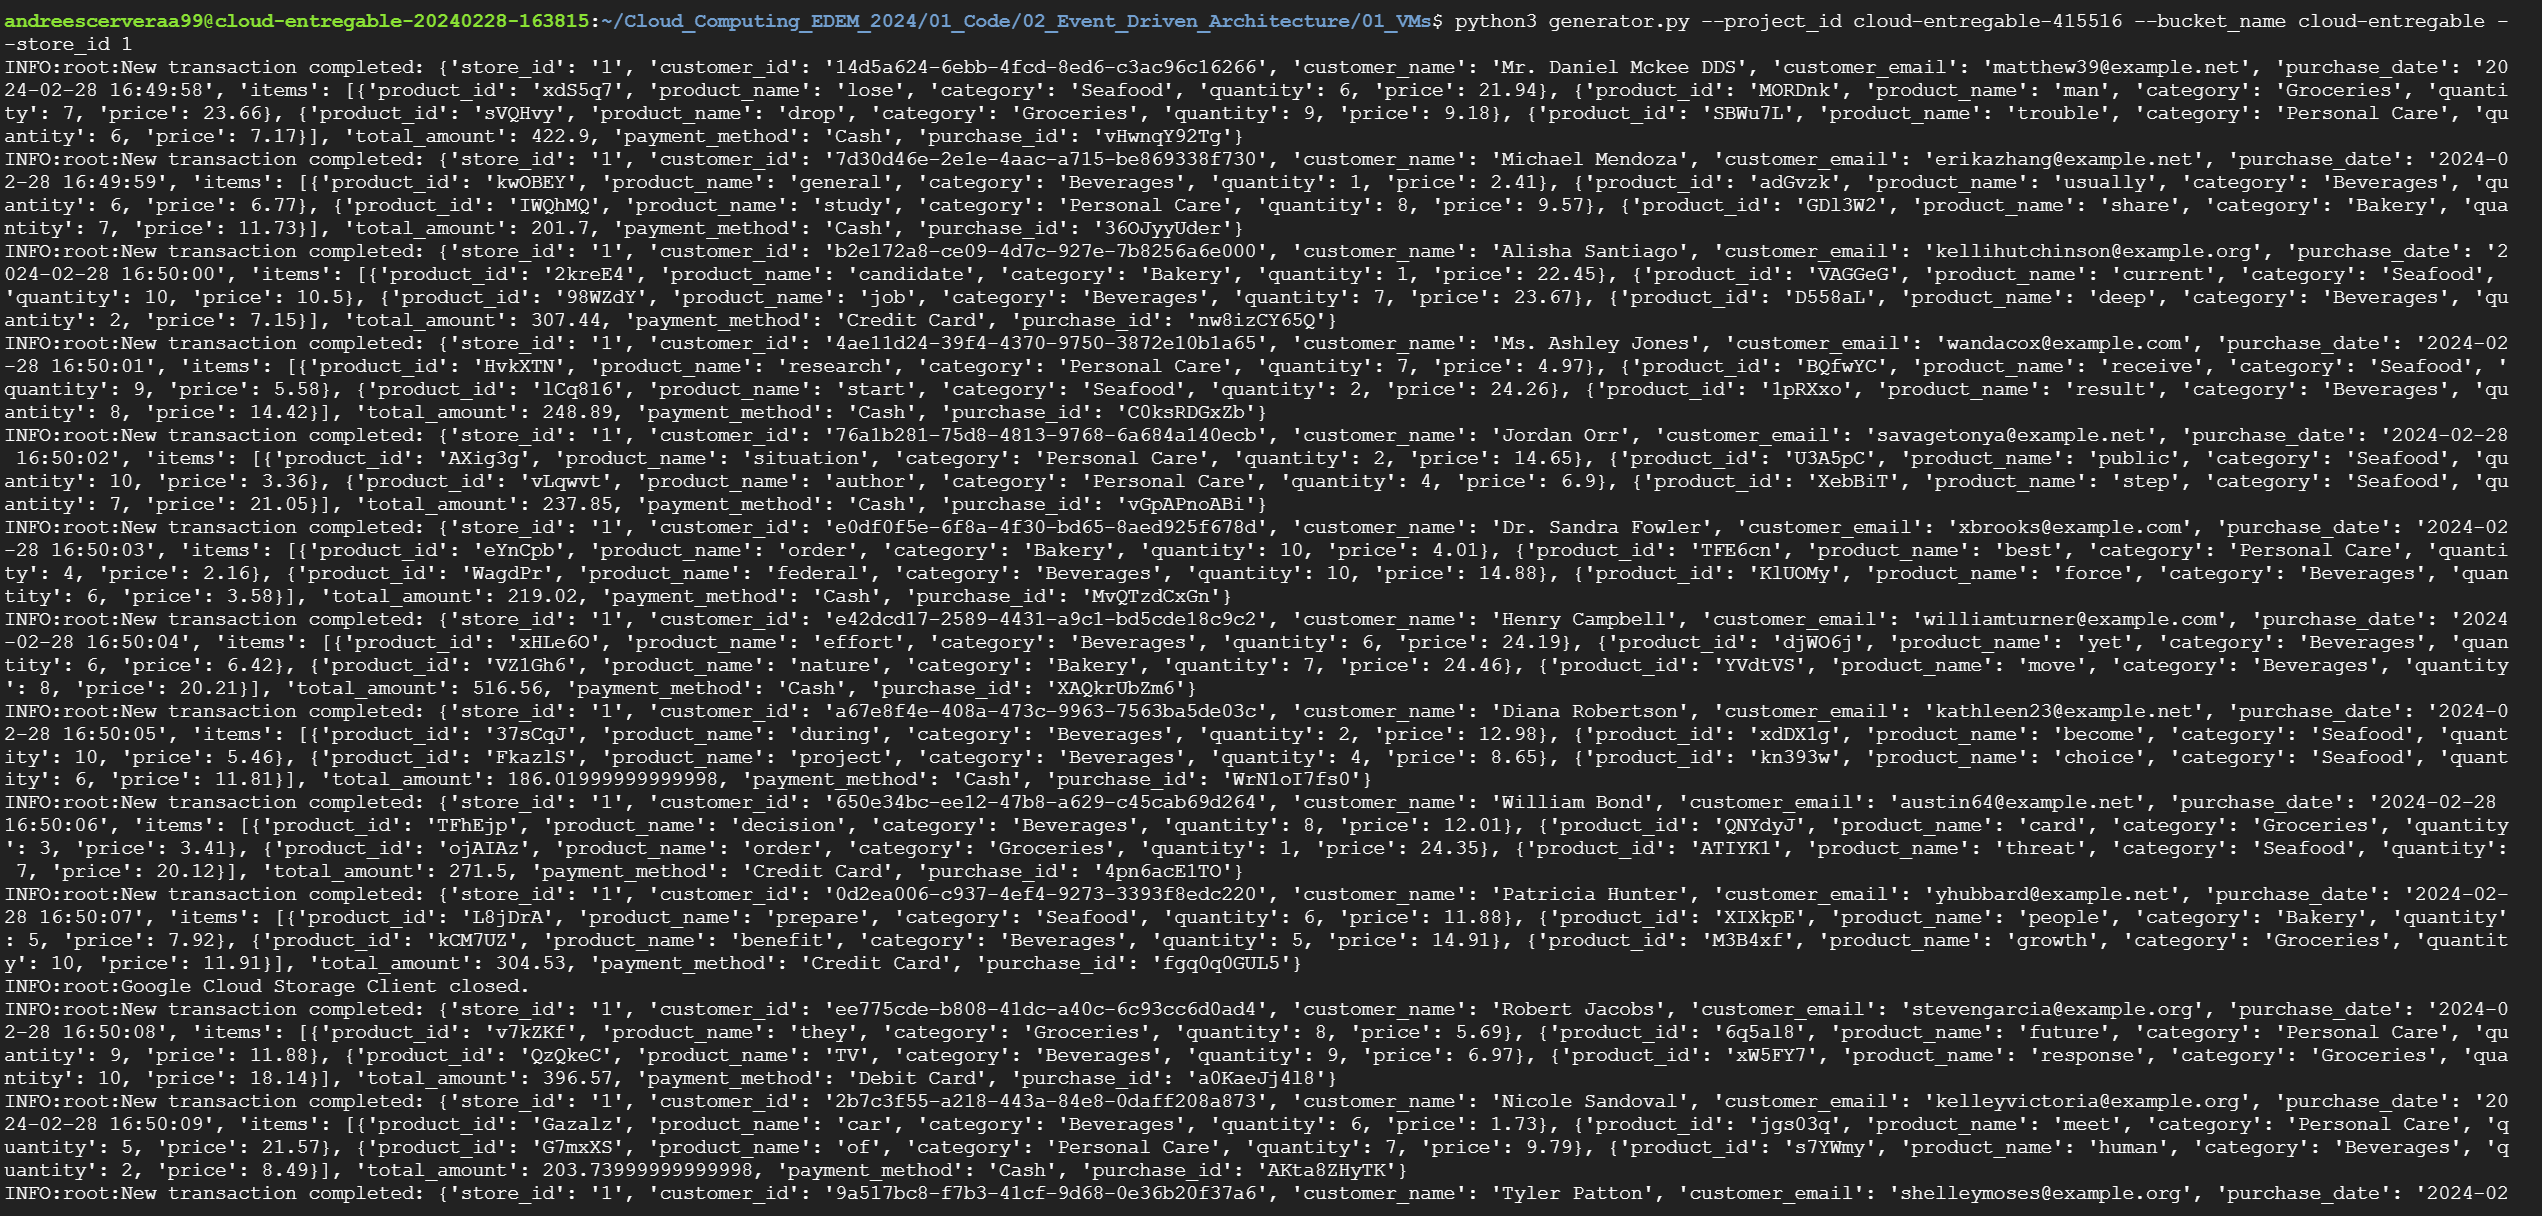 andreescerveraa99@cloud-entregable-20240228-163815:~/Cloud_Computing_EDEM_2024/01_Code/02_Event_Driven_Architecture/01_VMs$ python3 generator.py --project_id cloud-entregable-415516 --bucket_name cloud-entregable -
-store_id 1
INFO:root:New transaction completed: {'store_id': '1', 'customer_id': '14d5a624-6ebb-4fcd-8ed6-c3ac96c16266', 'customer_name': 'Mr. Daniel Mckee DDS', 'customer_email': 'matthew39@example.net', 'purchase_date': '20
24-02-28 16:49:58', 'items': [{'product_id': 'xdS5q7', 'product_name': 'lose', 'category': 'Seafood', 'quantity': 6, 'price': 21.94}, {'product_id': 'MORDnk', 'product_name': 'man', 'category': 'Groceries', 'quanti
ty': 7, 'price': 23.66}, {'product_id': 'sVQHvy', 'product_name': 'drop', 'category': 'Groceries', 'quantity': 9, 'price': 9.18}, {'product_id': 'SBWu7L', 'product_name': 'trouble', 'category': 'Personal Care', 'qu
antity': 6, 'price': 7.17}], 'total_amount': 422.9, 'payment_method': 'Cash', 'purchase_id': 'vHwnqY92Tg'}
INFO:root:New transaction completed: {'store_id': '1', 'customer_id': '7d30d46e-2e1e-4aac-a715-be869338f730', 'customer_name': 'Michael Mendoza', 'customer_email': 'erikazhang@example.net', 'purchase_date': '2024-0
2-28 16:49:59', 'items': [{'product_id': 'kwOBEY', 'product_name': 'general', 'category': 'Beverages', 'quantity': 1, 'price': 2.41}, {'product_id': 'adGvzk', 'product_name': 'usually', 'category': 'Beverages', 'qu
antity': 6, 'price': 6.77}, {'product_id': 'IWQhMQ', 'product_name': 'study', 'category': 'Personal Care', 'quantity': 8, 'price': 9.57}, {'product_id': 'GDl3W2', 'product_name': 'share', 'category': 'Bakery', 'qua
ntity': 7, 'price': 11.73}], 'total_amount': 201.7, 'payment_method': 'Cash', 'purchase_id': '36OJyyUder'}
INFO:root:New transaction completed: {'store_id': '1', 'customer_id': 'b2e172a8-ce09-4d7c-927e-7b8256a6e000', 'customer_name': 'Alisha Santiago', 'customer_email': 'kellihutchinson@example.org', 'purchase_date': '2
024-02-28 16:50:00', 'items': [{'product_id': '2kreE4', 'product_name': 'candidate', 'category': 'Bakery', 'quantity': 1, 'price': 22.45}, {'product_id': 'VAGGeG', 'product_name': 'current', 'category': 'Seafood',
'quantity': 10, 'price': 10.5}, {'product_id': '98WZdY', 'product_name': 'job', 'category': 'Beverages', 'quantity': 7, 'price': 23.67}, {'product_id': 'D558aL', 'product_name': 'deep', 'category': 'Beverages', 'qu
antity': 2, 'price': 7.15}], 'total_amount': 307.44, 'payment_method': 'Credit Card', 'purchase_id': 'nw8izCY65Q'}
INFO:root:New transaction completed: {'store_id': '1', 'customer_id': '4ae11d24-39f4-4370-9750-3872e10b1a65', 'customer_name': 'Ms. Ashley Jones', 'customer_email': 'wandacox@example.com', 'purchase_date': '2024-02
-28 16:50:01', 'items': [{'product_id': 'HvkXTN', 'product_name': 'research', 'category': 'Personal Care', 'quantity': 7, 'price': 4.97}, {'product_id': 'BQfwYC', 'product_name': 'receive', 'category': 'Seafood', '
quantity': 9, 'price': 5.58}, {'product_id': 'lCq816', 'product_name': 'start', 'category': 'Seafood', 'quantity': 2, 'price': 24.26}, {'product_id': '1pRXxo', 'product_name': 'result', 'category': 'Beverages', 'qu
antity': 8, 'price': 14.42}], 'total_amount': 248.89, 'payment_method': 'Cash', 'purchase_id': 'C0ksRDGxZb'}
INFO:root:New transaction completed: {'store_id': '1', 'customer_id': '76a1b281-75d8-4813-9768-6a684a140ecb', 'customer_name': 'Jordan Orr', 'customer_email': 'savagetonya@example.net', 'purchase_date': '2024-02-28
 16:50:02', 'items': [{'product_id': 'AXig3g', 'product_name': 'situation', 'category': 'Personal Care', 'quantity': 2, 'price': 14.65}, {'product_id': 'U3A5pC', 'product_name': 'public', 'category': 'Seafood', 'qu
antity': 10, 'price': 3.36}, {'product_id': 'vLqwvt', 'product_name': 'author', 'category': 'Personal Care', 'quantity': 4, 'price': 6.9}, {'product_id': 'XebBiT', 'product_name': 'step', 'category': 'Seafood', 'qu
antity': 7, 'price': 21.05}], 'total_amount': 237.85, 'payment_method': 'Cash', 'purchase_id': 'vGpAPnoABi'}
INFO:root:New transaction completed: {'store_id': '1', 'customer_id': 'e0df0f5e-6f8a-4f30-bd65-8aed925f678d', 'customer_name': 'Dr. Sandra Fowler', 'customer_email': 'xbrooks@example.com', 'purchase_date': '2024-02
-28 16:50:03', 'items': [{'product_id': 'eYnCpb', 'product_name': 'order', 'category': 'Bakery', 'quantity': 10, 'price': 4.01}, {'product_id': 'TFE6cn', 'product_name': 'best', 'category': 'Personal Care', 'quanti
ty': 4, 'price': 2.16}, {'product_id': 'WagdPr', 'product_name': 'federal', 'category': 'Beverages', 'quantity': 10, 'price': 14.88}, {'product_id': 'KlUOMy', 'product_name': 'force', 'category': 'Beverages', 'quan
tity': 6, 'price': 3.58}], 'total_amount': 219.02, 'payment_method': 'Cash', 'purchase_id': 'MvQTzdCxGn'}
INFO:root:New transaction completed: {'store_id': '1', 'customer_id': 'e42dcd17-2589-4431-a9c1-bd5cde18c9c2', 'customer_name': 'Henry Campbell', 'customer_email': 'williamturner@example.com', 'purchase_date': '2024
-02-28 16:50:04', 'items': [{'product_id': 'xHLe6O', 'product_name': 'effort', 'category': 'Beverages', 'quantity': 6, 'price': 24.19}, {'product_id': 'djWO6j', 'product_name': 'yet', 'category': 'Beverages', 'quan
tity': 6, 'price': 6.42}, {'product_id': 'VZ1Gh6', 'product_name': 'nature', 'category': 'Bakery', 'quantity': 7, 'price': 24.46}, {'product_id': 'YVdtVS', 'product_name': 'move', 'category': 'Beverages', 'quantity
': 8, 'price': 20.21}], 'total_amount': 516.56, 'payment_method': 'Cash', 'purchase_id': 'XAQkrUbZm6'}
INFO:root:New transaction completed: {'store_id': '1', 'customer_id': 'a67e8f4e-408a-473c-9963-7563ba5de03c', 'customer_name': 'Diana Robertson', 'customer_email': 'kathleen23@example.net', 'purchase_date': '2024-0
2-28 16:50:05', 'items': [{'product_id': '37sCqJ', 'product_name': 'during', 'category': 'Beverages', 'quantity': 2, 'price': 12.98}, {'product_id': 'xdDX1g', 'product_name': 'become', 'category': 'Seafood', 'quant
ity': 10, 'price': 5.46}, {'product_id': 'FkazlS', 'product_name': 'project', 'category': 'Beverages', 'quantity': 4, 'price': 8.65}, {'product_id': 'kn393w', 'product_name': 'choice', 'category': 'Seafood', 'quant
ity': 6, 'price': 11.81}], 'total_amount': 186.01999999999998, 'payment_method': 'Cash', 'purchase_id': 'WrN1oI7fs0'}
INFO:root:New transaction completed: {'store_id': '1', 'customer_id': '650e34bc-ee12-47b8-a629-c45cab69d264', 'customer_name': 'William Bond', 'customer_email': 'austin64@example.net', 'purchase_date': '2024-02-28
16:50:06', 'items': [{'product_id': 'TFhEjp', 'product_name': 'decision', 'category': 'Beverages', 'quantity': 8, 'price': 12.01}, {'product_id': 'QNYdyJ', 'product_name': 'card', 'category': 'Groceries', 'quantity
': 3, 'price': 3.41}, {'product_id': 'ojAIAz', 'product_name': 'order', 'category': 'Groceries', 'quantity': 1, 'price': 24.35}, {'product_id': 'ATIYK1', 'product_name': 'threat', 'category': 'Seafood', 'quantity':
 7, 'price': 20.12}], 'total_amount': 271.5, 'payment_method': 'Credit Card', 'purchase_id': '4pn6acE1TO'}
INFO:root:New transaction completed: {'store_id': '1', 'customer_id': '0d2ea006-c937-4ef4-9273-3393f8edc220', 'customer_name': 'Patricia Hunter', 'customer_email': 'yhubbard@example.net', 'purchase_date': '2024-02-
28 16:50:07', 'items': [{'product_id': 'L8jDrA', 'product_name': 'prepare', 'category': 'Seafood', 'quantity': 6, 'price': 11.88}, {'product_id': 'XIXkpE', 'product_name': 'people', 'category': 'Bakery', 'quantity'
: 5, 'price': 7.92}, {'product_id': 'kCM7UZ', 'product_name': 'benefit', 'category': 'Beverages', 'quantity': 5, 'price': 14.91}, {'product_id': 'M3B4xf', 'product_name': 'growth', 'category': 'Groceries', 'quantit
y': 10, 'price': 11.91}], 'total_amount': 304.53, 'payment_method': 'Credit Card', 'purchase_id': 'fgq0q0GUL5'}
INFO:root:Google Cloud Storage Client closed.
INFO:root:New transaction completed: {'store_id': '1', 'customer_id': 'ee775cde-b808-41dc-a40c-6c93cc6d0ad4', 'customer_name': 'Robert Jacobs', 'customer_email': 'stevengarcia@example.org', 'purchase_date': '2024-0
2-28 16:50:08', 'items': [{'product_id': 'v7kZKf', 'product_name': 'they', 'category': 'Groceries', 'quantity': 8, 'price': 5.69}, {'product_id': '6q5al8', 'product_name': 'future', 'category': 'Personal Care', 'qu
antity': 9, 'price': 11.88}, {'product_id': 'QzQkeC', 'product_name': 'TV', 'category': 'Beverages', 'quantity': 9, 'price': 6.97}, {'product_id': 'xW5FY7', 'product_name': 'response', 'category': 'Groceries', 'qua
ntity': 10, 'price': 18.14}], 'total_amount': 396.57, 'payment_method': 'Debit Card', 'purchase_id': 'a0KaeJj4l8'}
INFO:root:New transaction completed: {'store_id': '1', 'customer_id': '2b7c3f55-a218-443a-84e8-0daff208a873', 'customer_name': 'Nicole Sandoval', 'customer_email': 'kelleyvictoria@example.org', 'purchase_date': '20
24-02-28 16:50:09', 'items': [{'product_id': 'Gazalz', 'product_name': 'car', 'category': 'Beverages', 'quantity': 6, 'price': 1.73}, {'product_id': 'jgs03q', 'product_name': 'meet', 'category': 'Personal Care', 'q
uantity': 5, 'price': 21.57}, {'product_id': 'G7mxXS', 'product_name': 'of', 'category': 'Personal Care', 'quantity': 7, 'price': 9.79}, {'product_id': 's7YWmy', 'product_name': 'human', 'category': 'Beverages', 'q
uantity': 2, 'price': 8.49}], 'total_amount': 203.73999999999998, 'payment_method': 'Cash', 'purchase_id': 'AKta8ZHyTK'}
INFO:root:New transaction completed: {'store_id': '1', 'customer_id': '9a517bc8-f7b3-41cf-9d68-0e36b20f37a6', 'customer_name': 'Tyler Patton', 'customer_email': 'shelleymoses@example.org', 'purchase_date': '2024-02